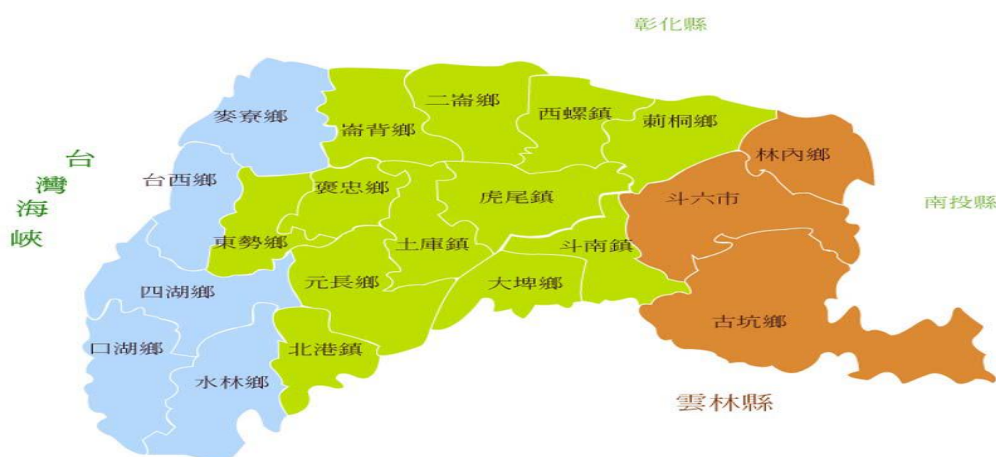 彰化縣
二崙鄉
西螺鎮
麥寮鄉
崙背鄉
莿桐鄉
林內鄉
台灣海峽
台西鄉
褒忠鄉
虎尾鎮
斗六市
南投縣
東勢鄉
土庫鎮
斗南鎮
四湖鄉
元長鄉
大埤鄉
古坑鄉
口湖鄉
北港鎮
水林鄉
雲林縣